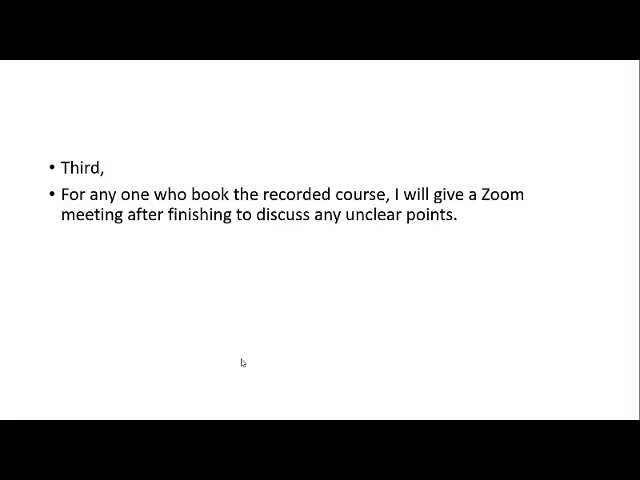 • Third,
• For any one who book the recorded course, I will give a Zoom
meeting after finishing to discuss any unclear points.